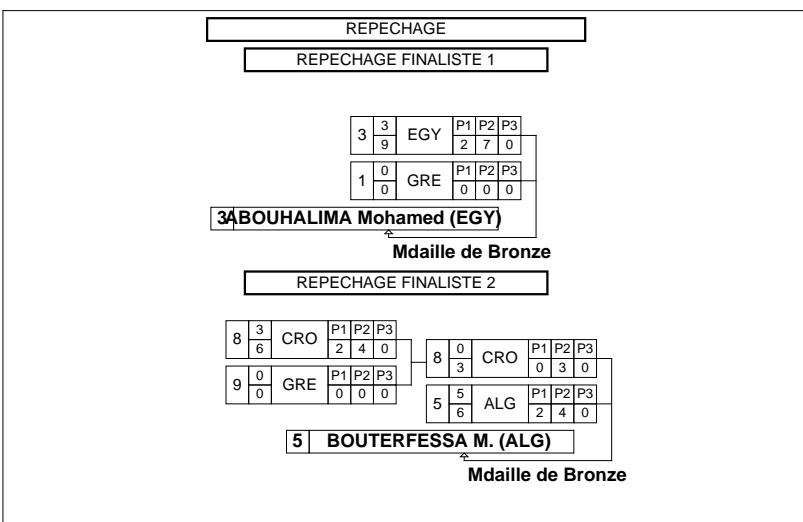 REPECHAGE
REPECHAGE FINALISTE 1
3 3 EGY P1 P2 P3
9 2 7 0
1 0 GRE P1 P2 P3
0 0 0 0
3 ABOUHALIMA Mohamed (EGY)
Mdaille de Bronze
REPECHAGE FINALISTE 2
8 3 CRO P1 P2 P3
6 2 4 0
9 0 GRE P1 P2 P3
0 0 0 0
8 0 CRO P1 P2 P3
3 0 3 0
5 5 ALG P1 P2 P3
6 2 4 0
5 BOUTERFESSA M. (ALG)
Mdaille de Bronze